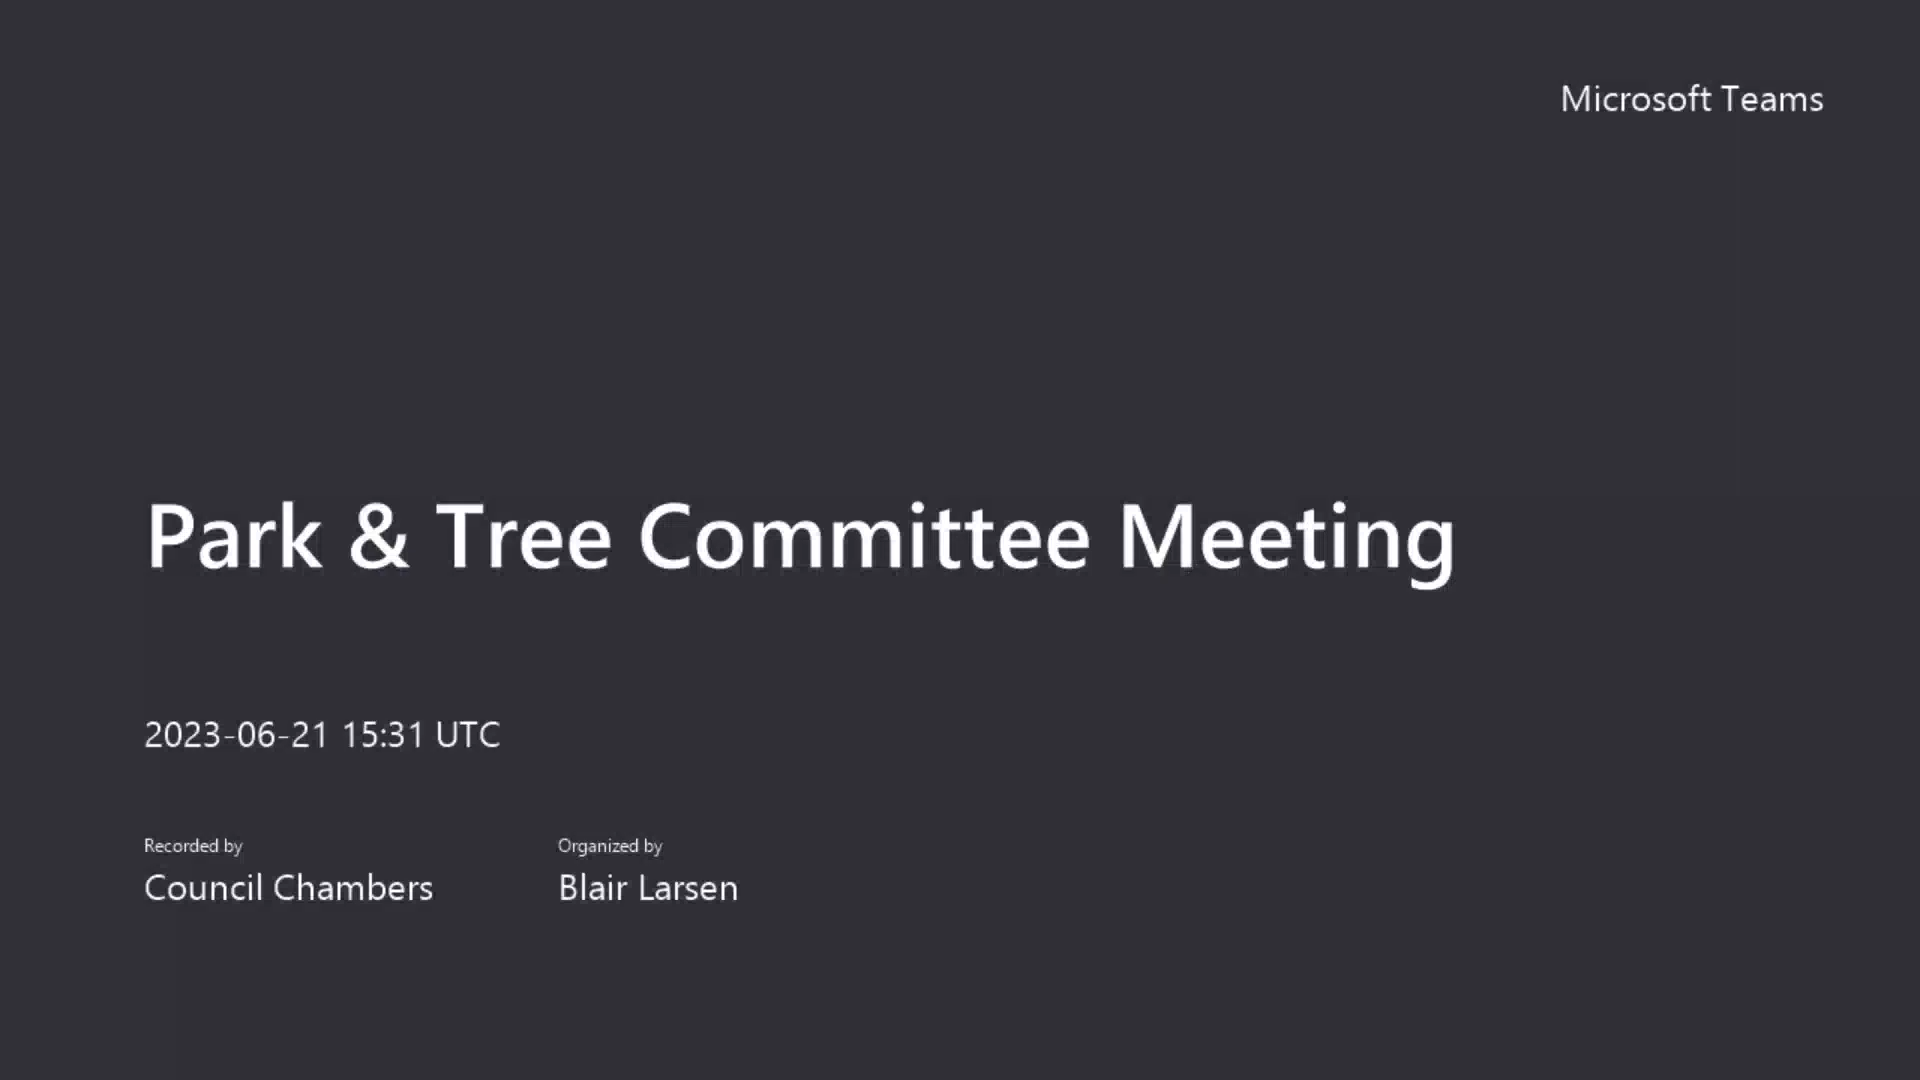 Microsoft Teams
Park & Tree Committee Meeting
2023-06-21 15:31 UTC
Recorded by
Council Chambers
Organized by
Blair Larsen